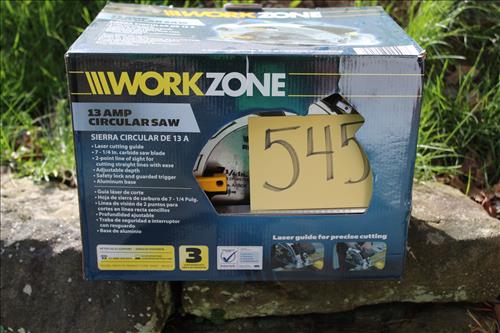 WORKZONE
WORKZONE
13 AMP
CIRCULAR SAW
SIERRA CIRCULAR DE 13 A
• Laser cutting guide
• 7 - 1/4 in. carbide saw blade
• 2-point line of sight for
cutting straight lines with ease
• Adjustable depth
• Safety lock and guarded trigger
• Aluminum base
• Guía láser de corte
• Hoja de sierra de carburo de 7 - 1/4 Pulg.
• Línea de visión de 2 puntos para
cortes en línea recta sencillos
• Profundidad ajustable
• Traba de seguridad e interruptor
con resguardo
• Base de aluminio
545
Laser guide for precise cutting
3